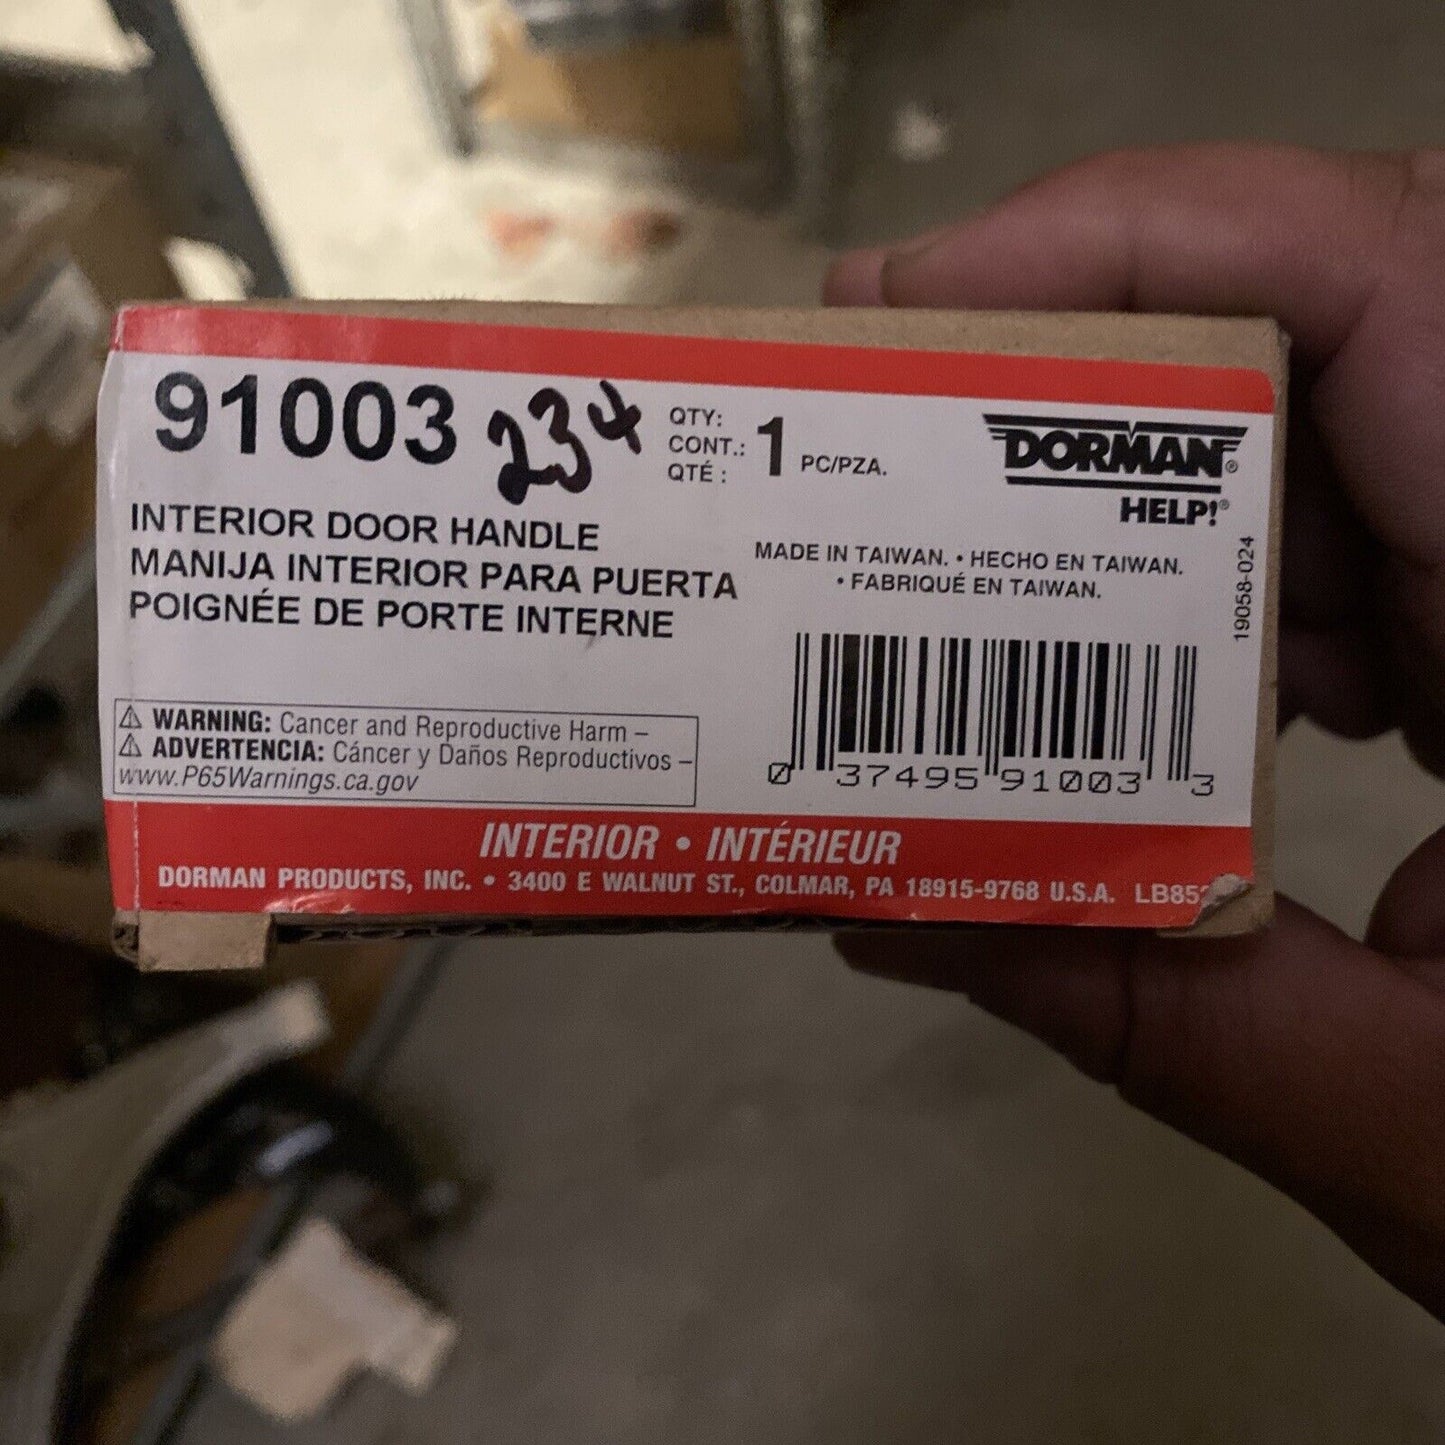 91003 234 QTY: CONT.: QTÉ : 1 PC/PZA.
DORMAN®
HELP!®
INTERIOR DOOR HANDLE
MANIJA INTERIOR PARA PUERTA
POIGNÉE DE PORTE INTERNE
MADE IN TAIWAN. • HECHO EN TAIWAN.
• FABRIQUÉ EN TAIWAN.
19058-024
⚠ WARNING: Cancer and Reproductive Harm –
⚠ ADVERTENCIA: Cáncer y Daños Reproductivos –
www.P65Warnings.ca.gov
0 37495 91003 3
INTERIOR • INTÉRIEUR
DORMAN PRODUCTS, INC. • 3400 E WALNUT ST., COLMAR, PA 18915-9768 U.S.A.